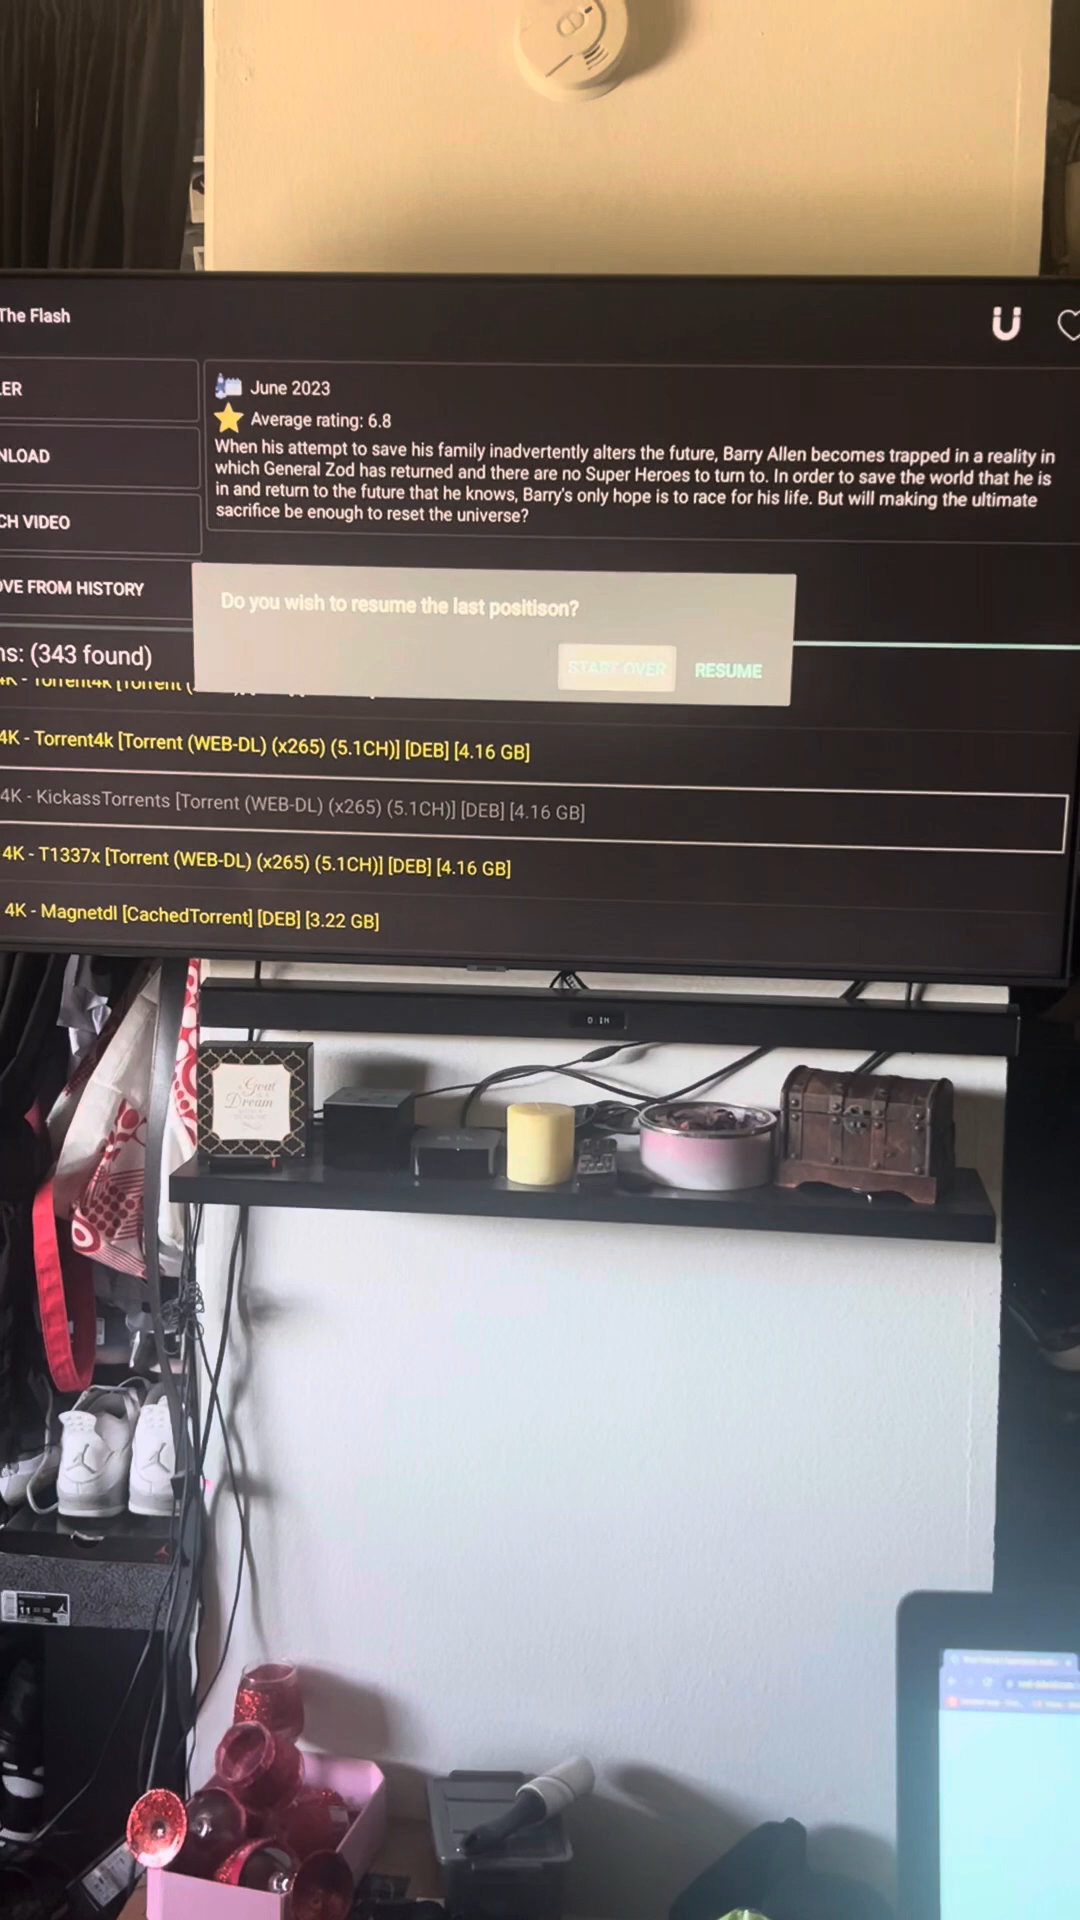 The Flash
ER
June 2023
Average rating: 6.8
When his attempt to save his family inadvertently alters the future, Barry Allen becomes trapped in a reality in
which General Zod has returned and there are no Super Heroes to turn to. In order to save the world that he is
in and return to the future that he knows, Barry's only hope is to race for his life. But will making the ultimate
sacrifice be enough to reset the universe?
NLOAD
CH VIDEO
OVE FROM HISTORY
Do you wish to resume the last positison?
START OVER RESUME
ns: (343 found)
4K - Torrent4k [Torrent (
4K - Torrent4k [Torrent (WEB-DL) (x265) (5.1CH)] [DEB] [4.16 GB]
4K - KickassTorrents [Torrent (WEB-DL) (x265) (5.1CH)] [DEB] [4.16 GB]
4K - T1337x [Torrent (WEB-DL) (x265) (5.1CH)] [DEB] [4.16 GB]
4K - Magnetdl [CachedTorrent] [DEB] [3.22 GB]
D.IN
A Goal
is a
Dream
11